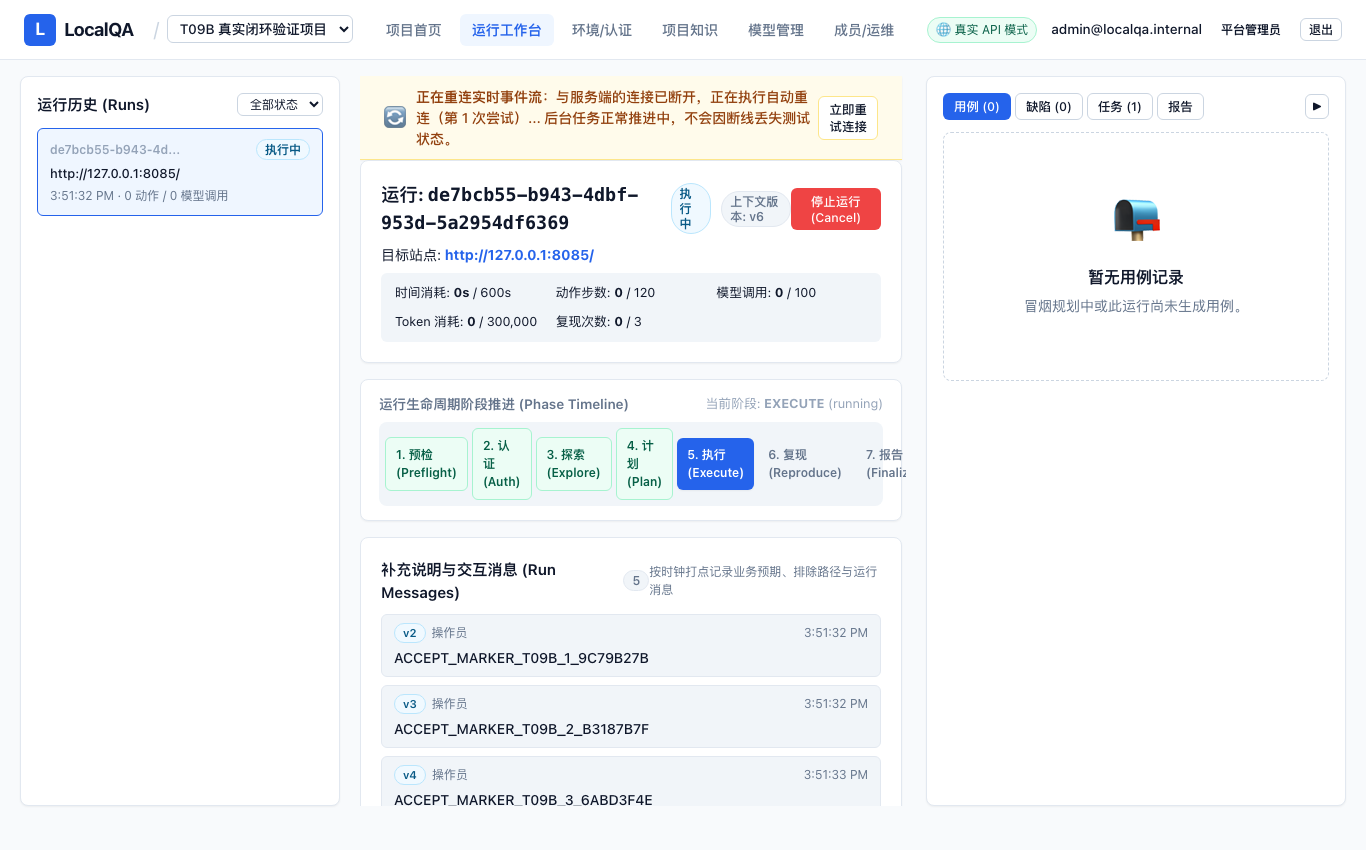 L LocalQA / T09B 真实闭环验证项目 项目首页 运行工作台 环境/认证 项目知识 模型管理 成员/运维 真实 API 模式 admin@localqa.internal 平台管理员 退出
运行历史 (Runs) 全部状态
de7bcb55-b943-4d... 执行中
http://127.0.0.1:8085/
3:51:32 PM · 0 动作 / 0 模型调用
正在重连实时事件流：与服务端的连接已断开，正在执行自动重
连（第 1 次尝试）... 后台任务正常推进中，不会因断线丢失测试
状态。
立即重
试连接
运行: de7bcb55-b943-4dbf-
953d-5a2954df6369
执
行
中
上下文版
本: v6
停止运行
(Cancel)
目标站点: http://127.0.0.1:8085/
时间消耗: 0s / 600s 动作步数: 0 / 120 模型调用: 0 / 100
Token 消耗: 0 / 300,000 复现次数: 0 / 3
运行生命周期阶段推进 (Phase Timeline) 当前阶段: EXECUTE (running)
1. 预检
(Preflight)
2. 认
证
(Auth)
3. 探索
(Explore)
4. 计
划
(Plan)
5. 执行
(Execute)
6. 复现
(Reproduce)
7. 报告
(Finaliz
补充说明与交互消息 (Run
Messages)
5
按时钟打点记录业务预期、排除路径与运行
消息
v2 操作员 3:51:32 PM
ACCEPT_MARKER_T09B_1_9C79B27B
v3 操作员 3:51:32 PM
ACCEPT_MARKER_T09B_2_B3187B7F
v4 操作员 3:51:33 PM
ACCEPT_MARKER_T09B_3_6ABD3F4E
用例 (0) 缺陷 (0) 任务 (1) 报告
暂无用例记录
冒烟规划中或此运行尚未生成用例。